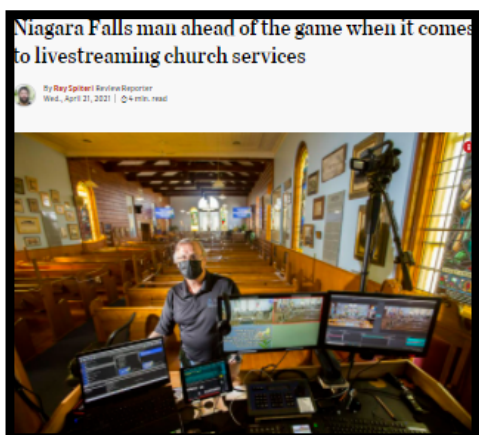 Niagara Falls man ahead of the game when it comes
to livestreaming church services
By Ray Spiteri Review Reporter
Wed., April 21, 2021 | 4 min. read